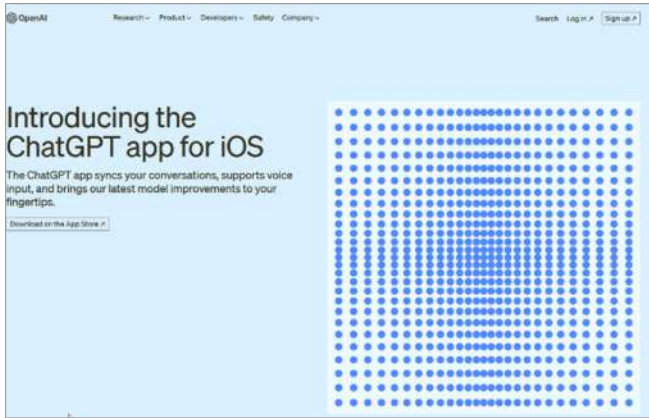 OpenAI
Research Product Developers Safety Company
Search Log in ↗ Sign up ↗
Introducing the
ChatGPT app for iOS
The ChatGPT app syncs your conversations, supports voice
input, and brings our latest model improvements to your
fingertips.
Download on the App Store ↗